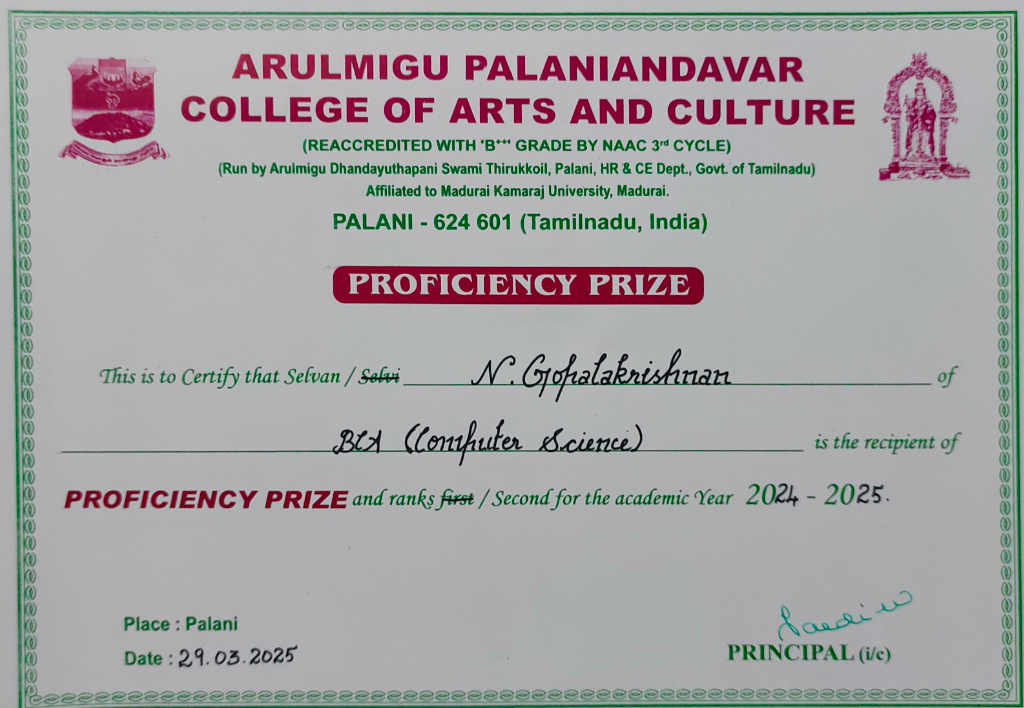 ARULMIGU PALANIANDAVAR
COLLEGE OF ARTS AND CULTURE
(REACCREDITED WITH 'B+++' GRADE BY NAAC 3rd CYCLE)
(Run by Arulmigu Dhandayuthapani Swami Thirukkoil, Palani, HR & CE Dept., Govt. of Tamilnadu)
Affiliated to Madurai Kamaraj University, Madurai.
PALANI - 624 601 (Tamilnadu, India)
PROFICIENCY PRIZE
This is to Certify that Selvan / Selvi N. Gopalakrishnan of
BCA (Computer Science) is the recipient of
PROFICIENCY PRIZE and ranks first / Second for the academic Year 2024 - 2025.
Place : Palani
Date : 29.03.2025
PRINCIPAL (i/c)